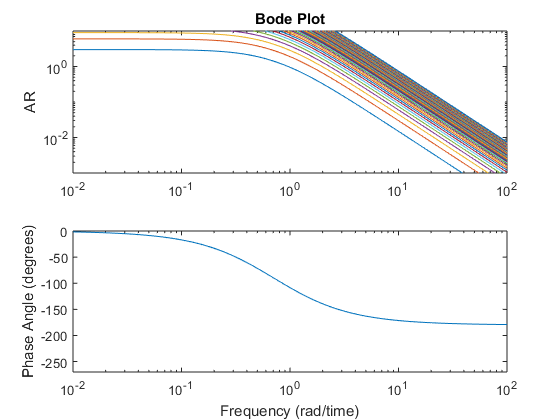 Bode Plot
AR
10^0
10^-2
10^-2 10^-1 10^0 10^1 10^2
Phase Angle (degrees)
0
-50
-100
-150
-200
-250
10^-2 10^-1 10^0 10^1 10^2
Frequency (rad/time)